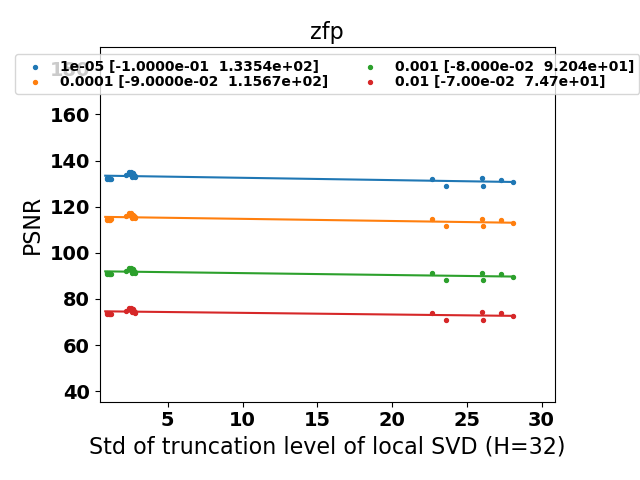 zfp
1e-05 [-1.0000e-01  1.3354e+02]
0.0001 [-9.0000e-02  1.1567e+02]
0.001 [-8.000e-02  9.204e+01]
0.01 [-7.00e-02  7.47e+01]
180
160
140
120
100
80
60
40
PSNR
5 10 15 20 25 30
Std of truncation level of local SVD (H=32)